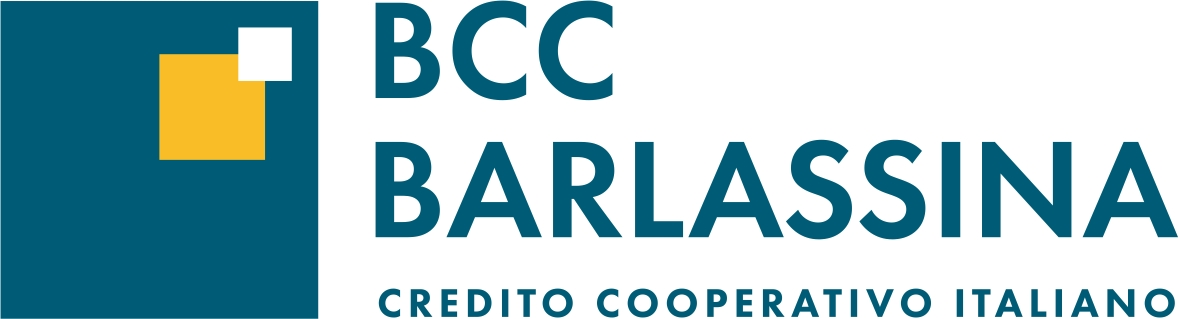 BCC
BARLASSINA
CREDITO COOPERATIVO ITALIANO